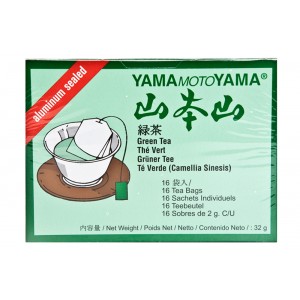 aluminum sealed
YAMAMOTOYAMA®
山本山
緑茶
Green Tea
Thé Vert
Grüner Tee
Té Verde (Camellia Sinesis)
16 袋入/
16 Tea Bags
16 Sachets Individuels
16 Teebeutel
16 Sobres de 2 g. C/U
内容量/ Net Weight / Poids Net / Netto / Contenido Neto / : 32 g